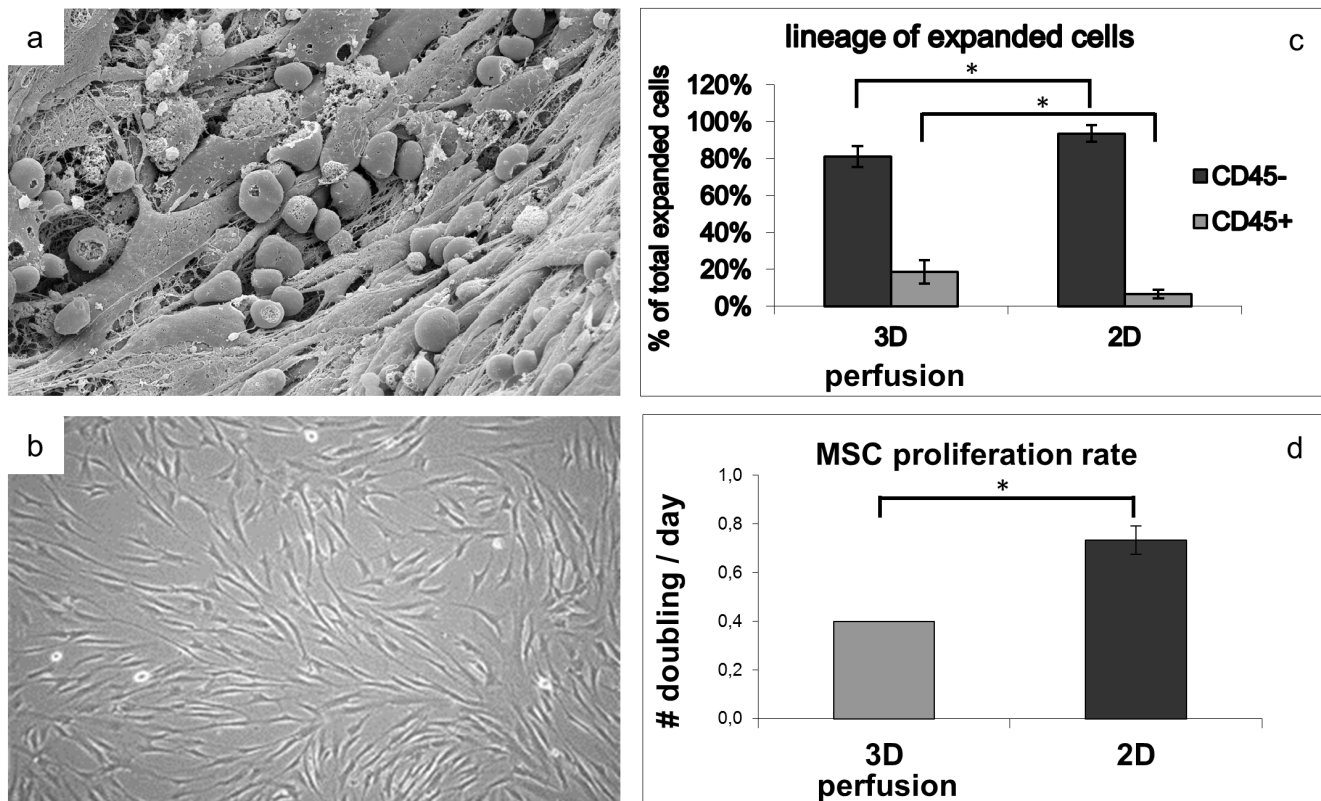 a
b
lineage of expanded cells
c
% of total expanded cells
120%
100%
80%
60%
40%
20%
0%
*
*
CD45-
CD45+
3D
2D
perfusion
MSC proliferation rate
d
# doubling / day
1,0
0,8
0,6
0,4
0,2
0,0
*
3D
2D
perfusion